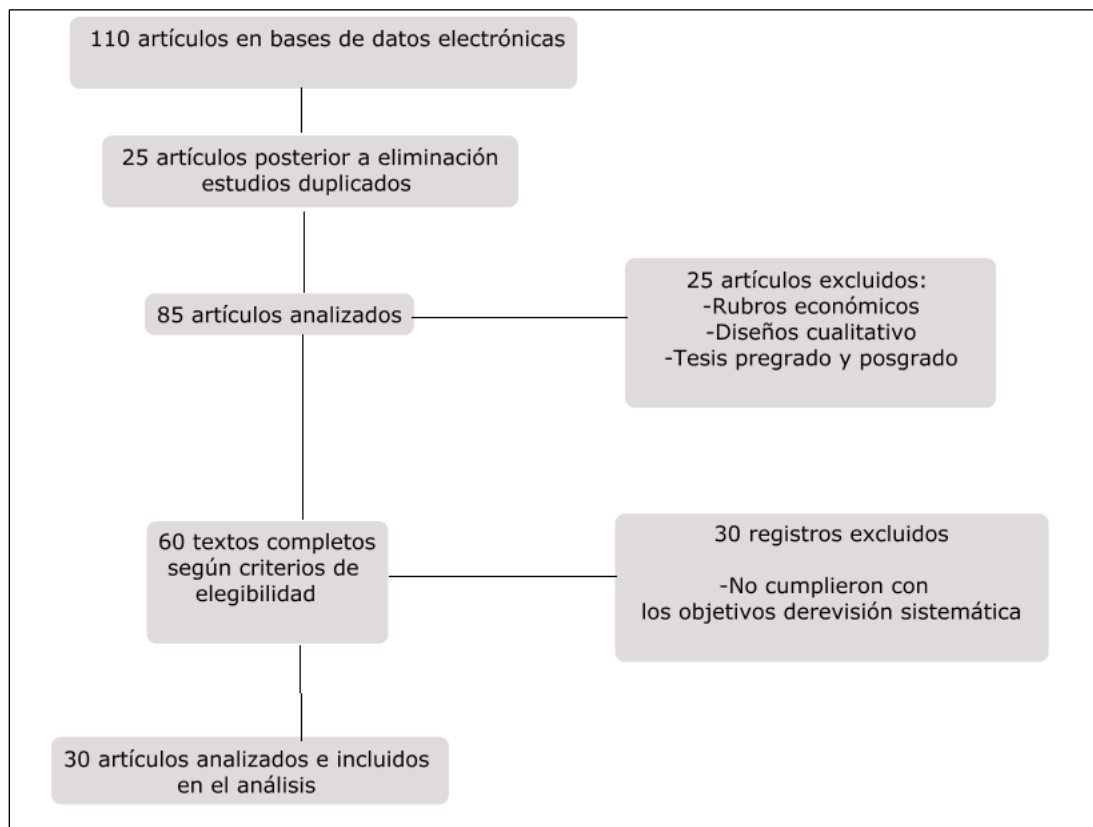 110 artículos en bases de datos electrónicas
25 artículos posterior a eliminación
estudios duplicados
85 artículos analizados
25 artículos excluidos:
-Rubros económicos
-Diseños cualitativo
-Tesis pregrado y posgrado
60 textos completos
según criterios de
elegibilidad
30 registros excluidos
-No cumplieron con
los objetivos derevisión sistemática
30 artículos analizados e incluidos
en el análisis